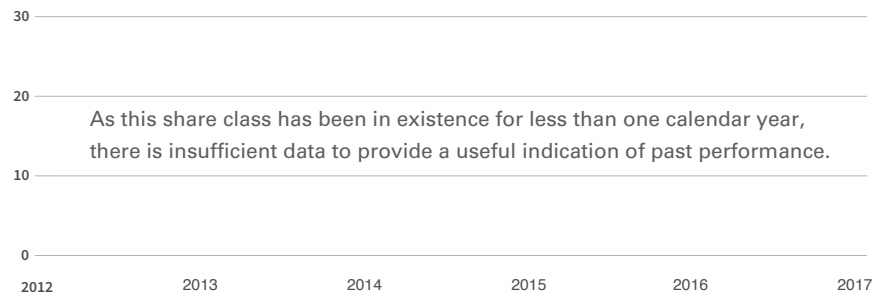 30
20
As this share class has been in existence for less than one calendar year,
there is insufficient data to provide a useful indication of past performance.
10
0
2012 2013 2014 2015 2016 2017